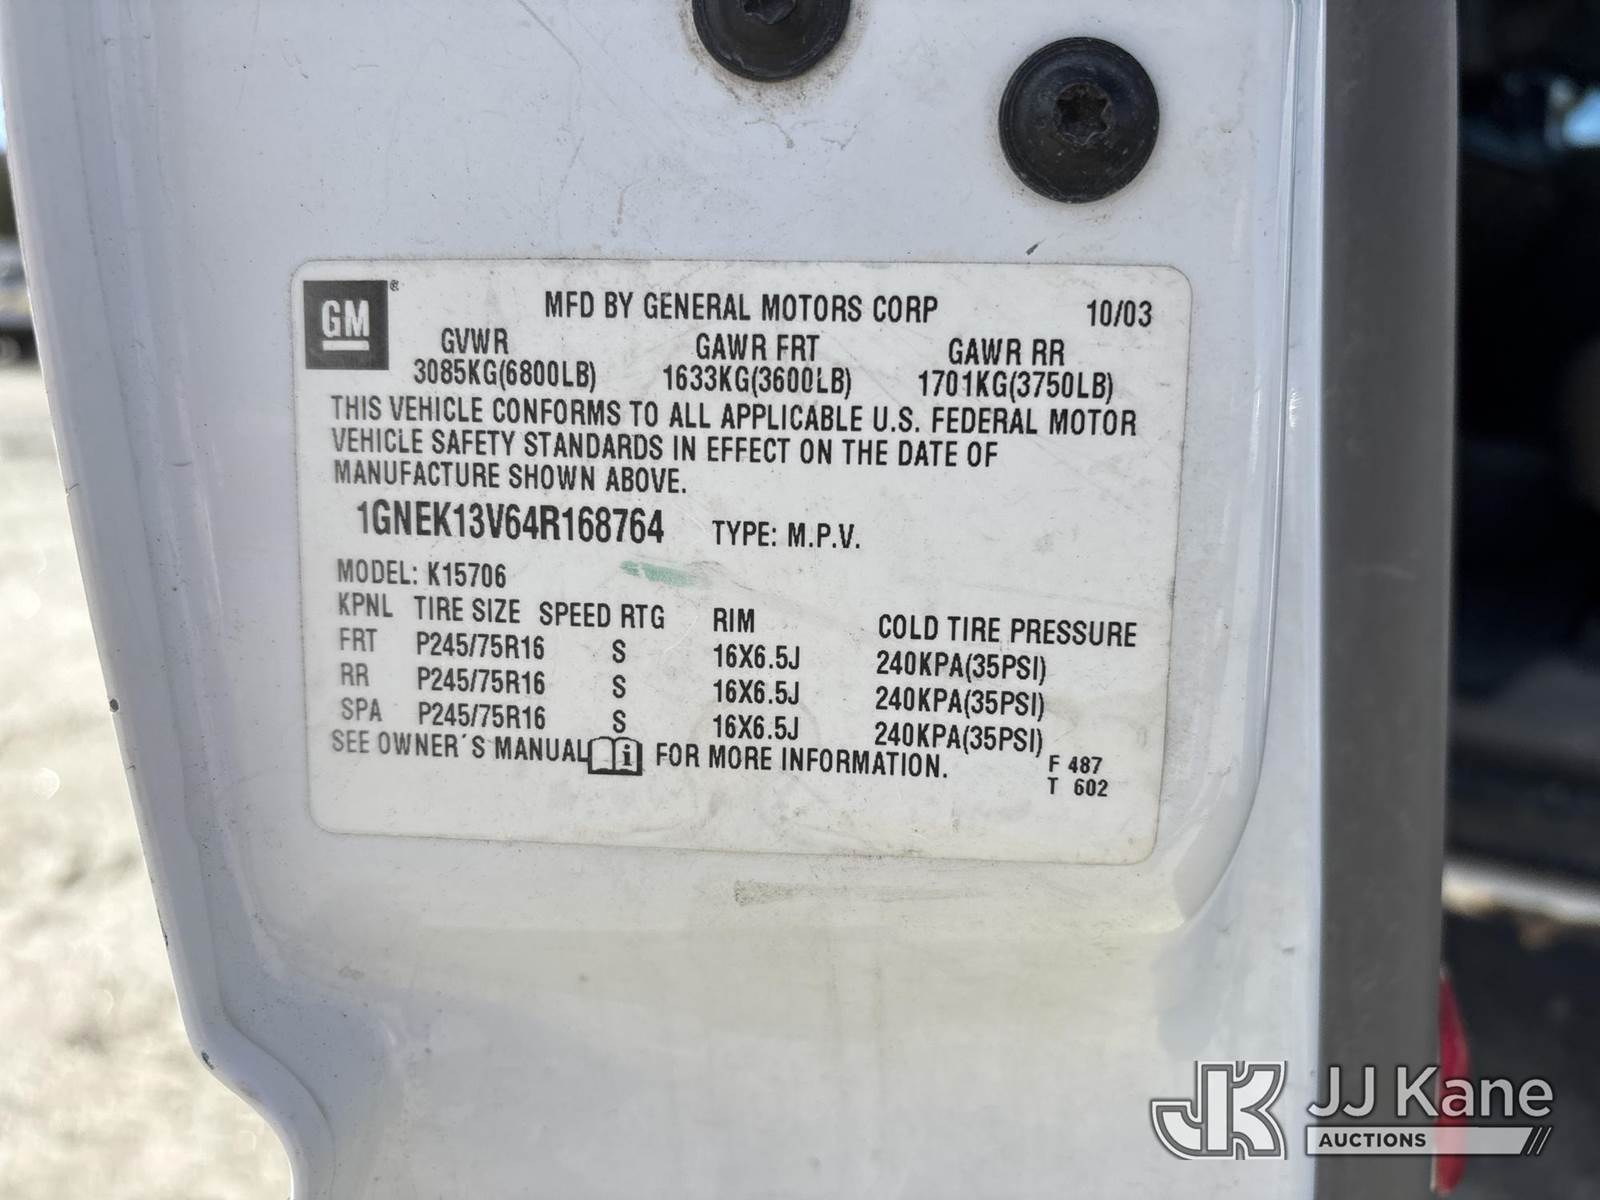 GM ®
MFD BY GENERAL MOTORS CORP 10/03
GVWR GAWR FRT GAWR RR
3085KG(6800LB) 1633KG(3600LB) 1701KG(3750LB)
THIS VEHICLE CONFORMS TO ALL APPLICABLE U.S. FEDERAL MOTOR
VEHICLE SAFETY STANDARDS IN EFFECT ON THE DATE OF
MANUFACTURE SHOWN ABOVE.
1GNEK13V64R168764 TYPE: M.P.V.
MODEL: K15706
KPNL TIRE SIZE SPEED RTG RIM COLD TIRE PRESSURE
FRT P245/75R16 S 16X6.5J 240KPA(35PSI)
RR P245/75R16 S 16X6.5J 240KPA(35PSI)
SPA P245/75R16 S 16X6.5J 240KPA(35PSI)
SEE OWNER´S MANUAL i FOR MORE INFORMATION.
F 487
T 602
JK JJ Kane
AUCTIONS